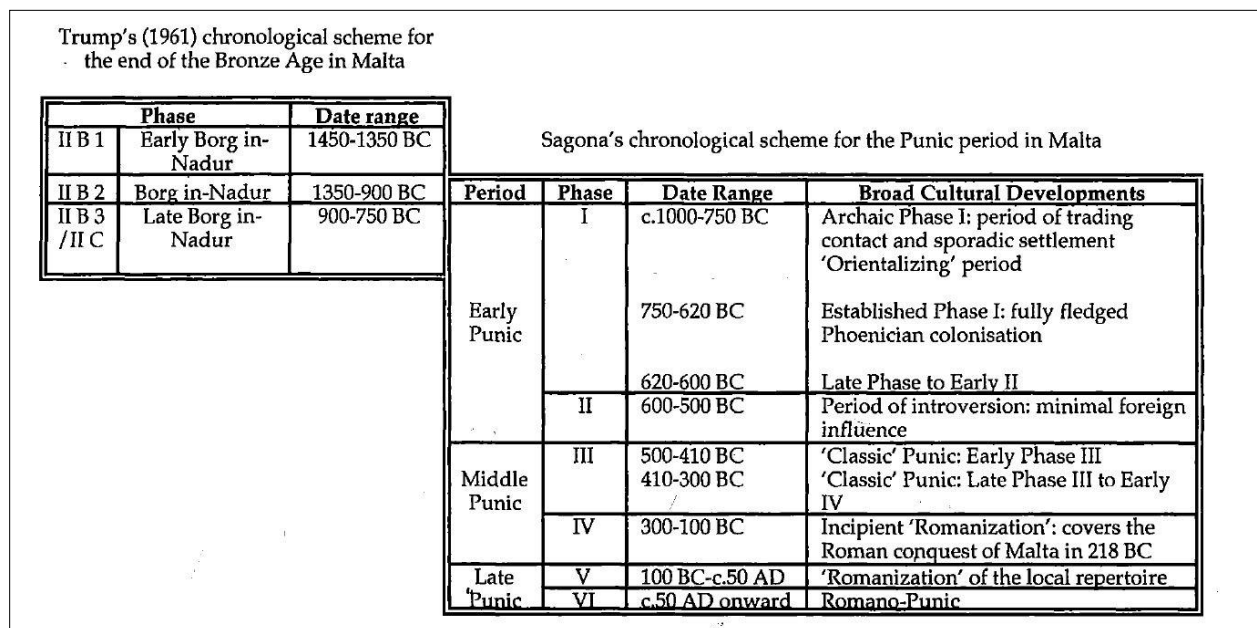 Trump's (1961) chronological scheme for
the end of the Bronze Age in Malta
Phase Date range
II B 1 Early Borg in- 1450-1350 BC
Nadur
II B 2 Borg in-Nadur 1350-900 BC
II B 3 Late Borg in- 900-750 BC
/II C Nadur
Sagona's chronological scheme for the Punic period in Malta
Period Phase Date Range Broad Cultural Developments
I c.1000-750 BC Archaic Phase I: period of trading
contact and sporadic settlement
'Orientalizing' period
Early 750-620 BC Established Phase I: fully fledged
Punic Phoenician colonisation
620-600 BC Late Phase to Early II
II 600-500 BC Period of introversion: minimal foreign
influence
III 500-410 BC 'Classic' Punic: Early Phase III
Middle 410-300 BC 'Classic' Punic: Late Phase III to Early
Punic IV
IV 300-100 BC Incipient 'Romanization': covers the
Roman conquest of Malta in 218 BC
Late V 100 BC-c.50 AD 'Romanization' of the local repertoire
Punic VI c.50 AD onward Romano-Punic